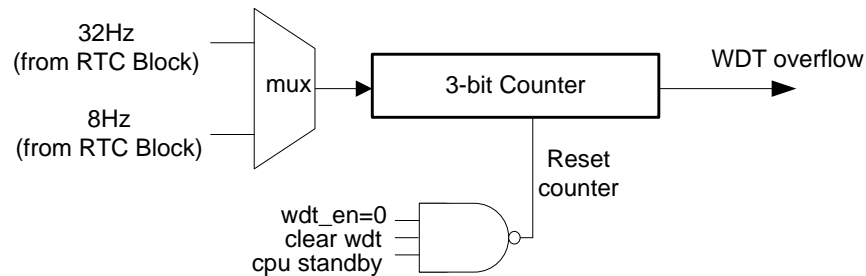 32Hz
(from RTC Block)
mux
3-bit Counter
WDT overflow
8Hz
(from RTC Block)
Reset
counter
wdt_en=0
clear wdt
cpu standby